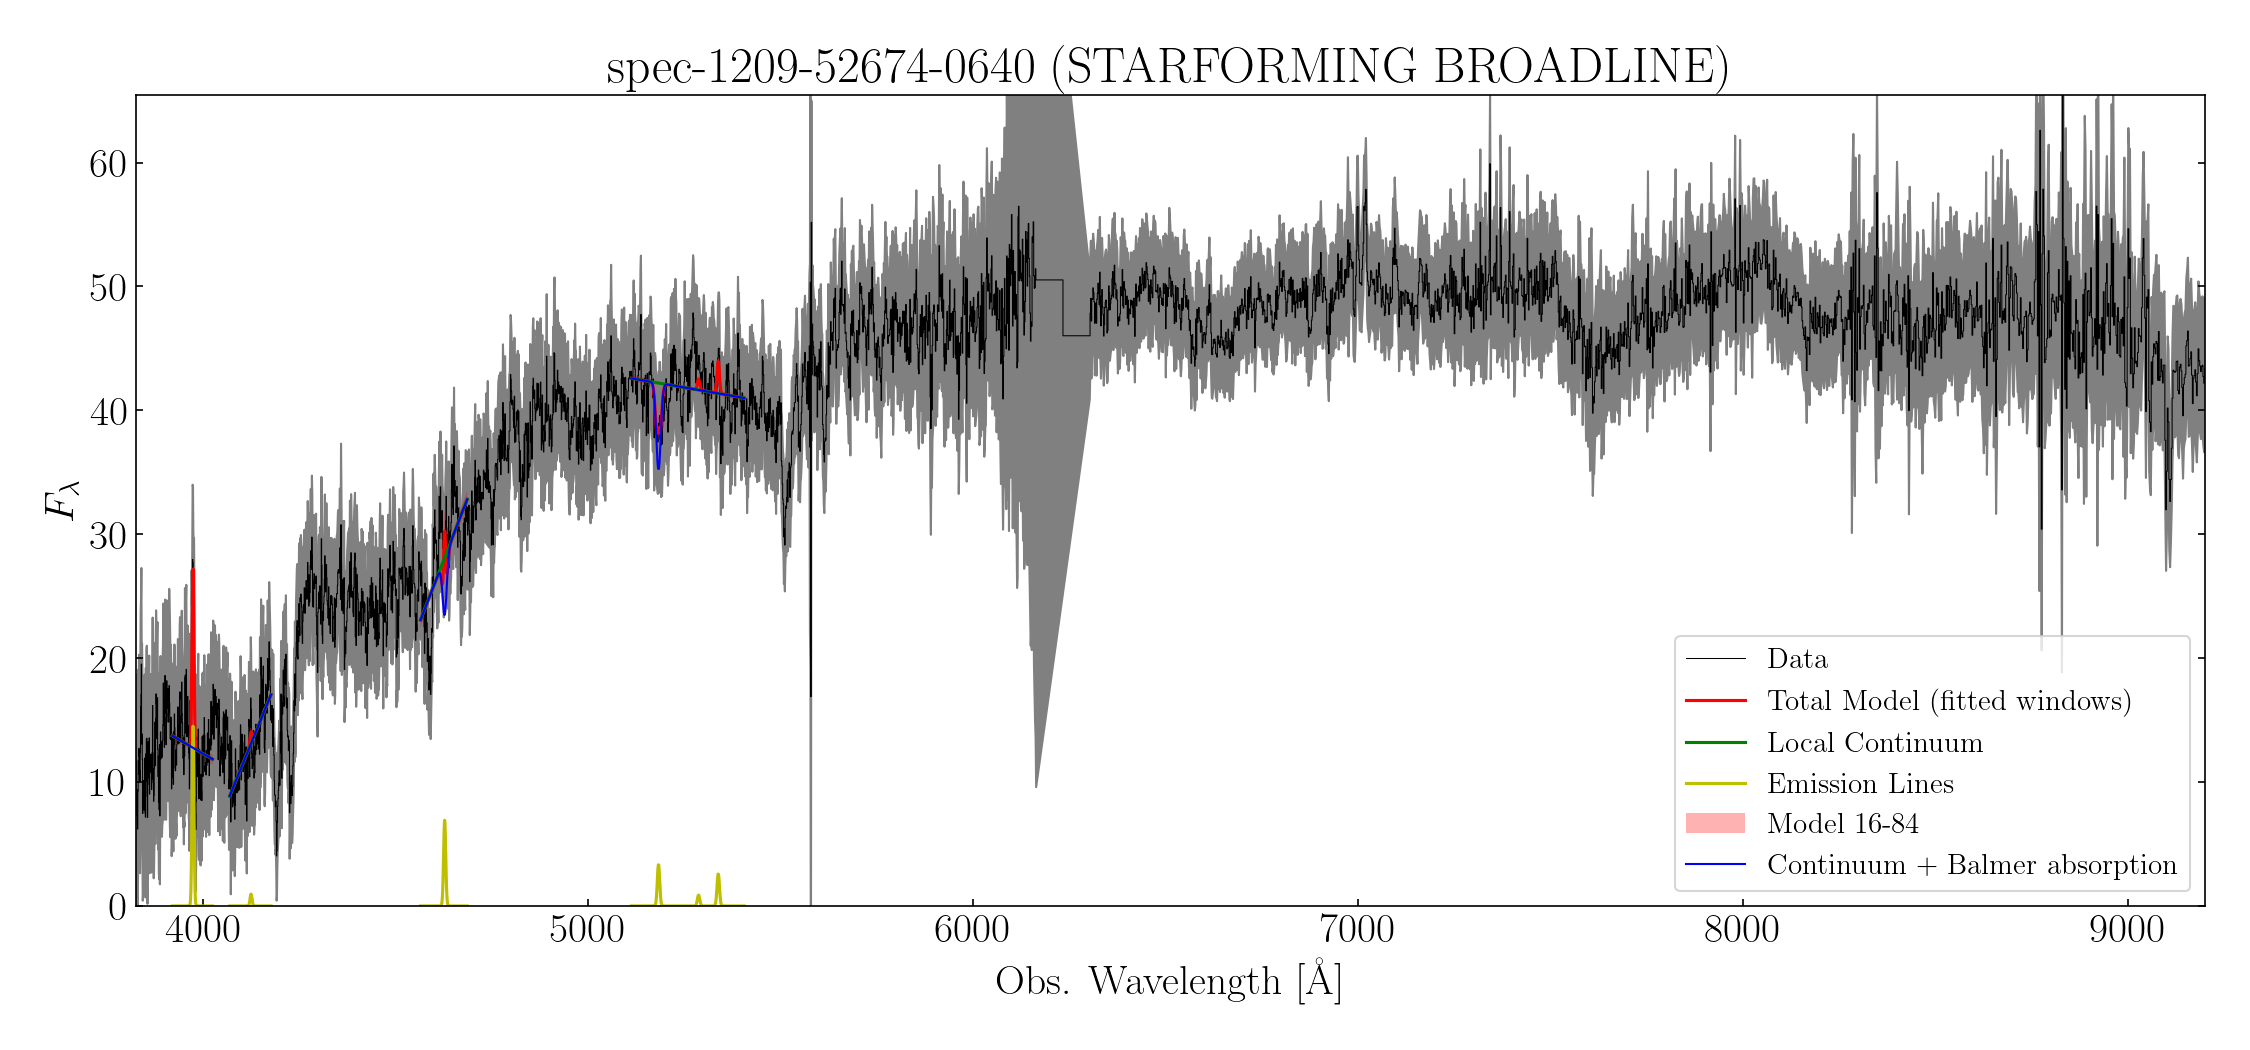 spec-1209-52674-0640 (STARFORMING BROADLINE)
60
50
40
30
20
10
0
F_λ
4000 5000 6000 7000 8000 9000
Obs. Wavelength [Å]
Data
Total Model (fitted windows)
Local Continuum
Emission Lines
Model 16-84
Continuum + Balmer absorption